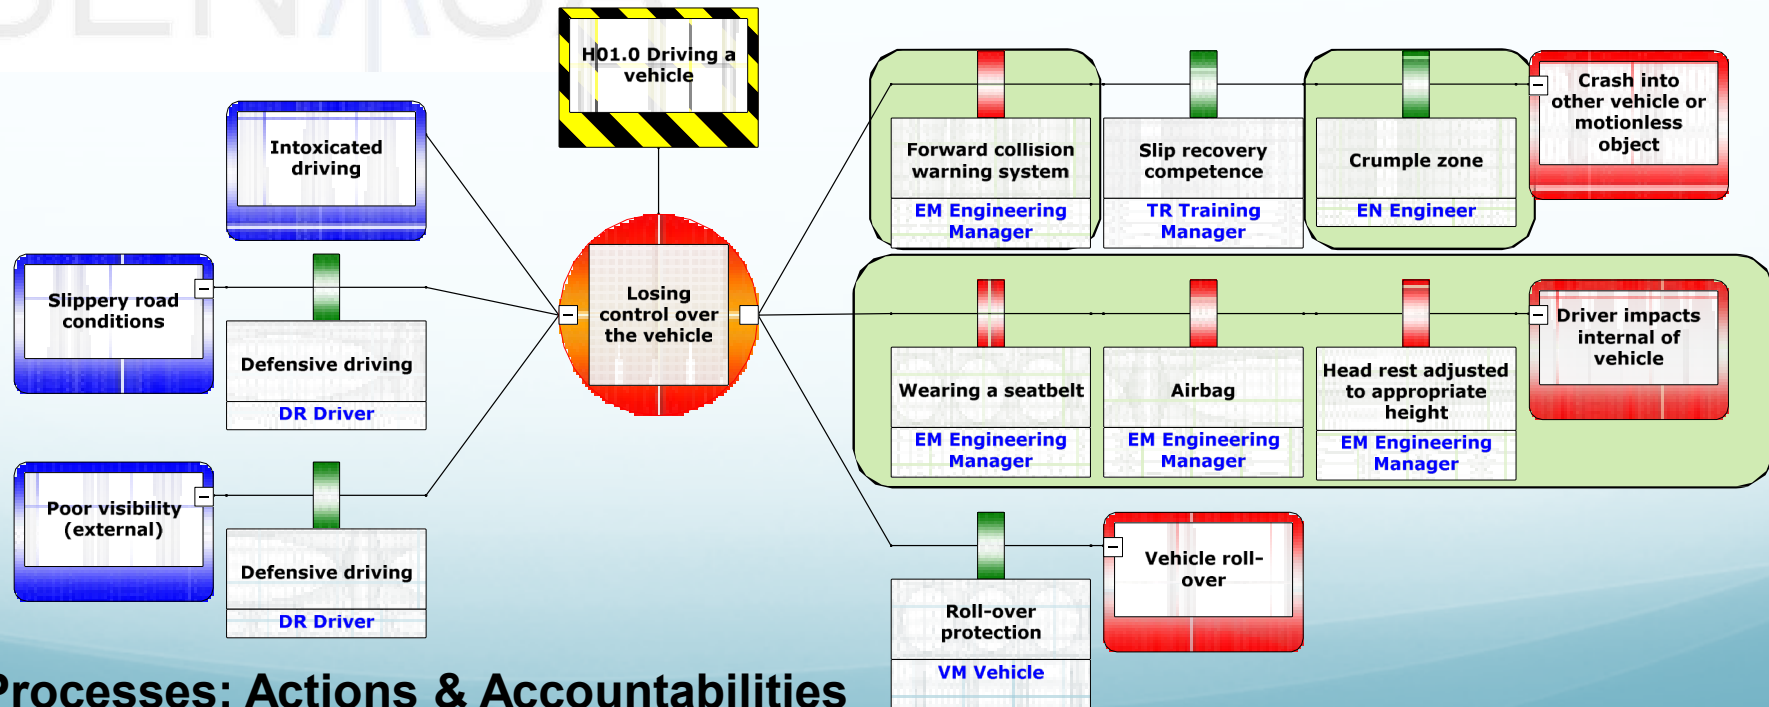 H01.0 Driving a
vehicle
Intoxicated
driving
Slippery road
conditions
Defensive driving
DR Driver
Poor visibility
(external)
Defensive driving
DR Driver
Losing
control over
the vehicle
Forward collision
warning system
EM Engineering
Manager
Slip recovery
competence
TR Training
Manager
Crumple zone
EN Engineer
Crash into
other vehicle or
motionless
object
Wearing a seatbelt
EM Engineering
Manager
Airbag
EM Engineering
Manager
Head rest adjusted
to appropriate
height
EM Engineering
Manager
Driver impacts
internal of
vehicle
Roll-over
protection
VM Vehicle
Vehicle roll-
over
Processes: Actions & Accountabilities